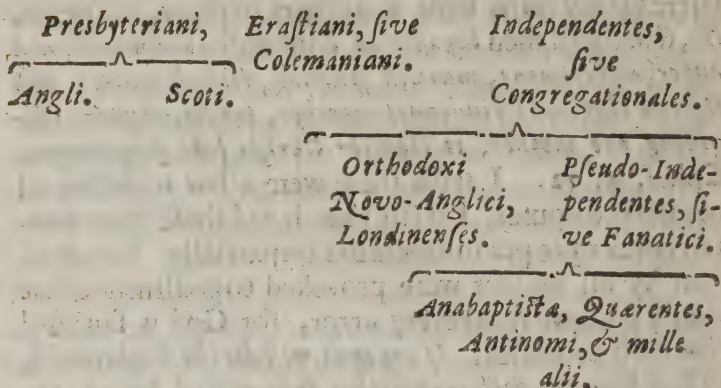 Presbyteriani, Eraſtiani, ſive Independentes,
Colemaniani. ſive
Angli. Scoti. Congregationales.
Orthodoxi Pſeudo-Inde-
Novo-Anglici, pendentes, ſi-
Londinenſes. ve Fanatici.
Anabaptiſtæ, Quærentes,
Antinomi, & mille
alii.